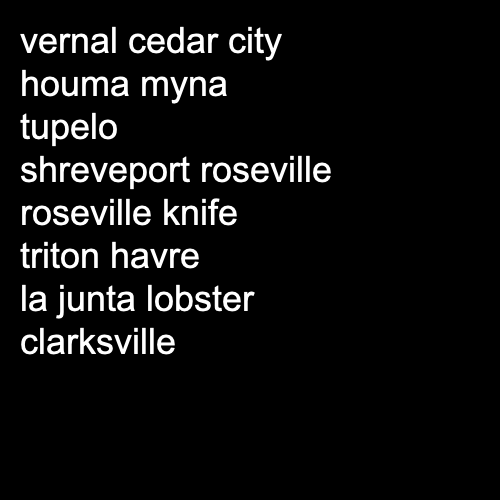 vernal cedar city
houma myna
tupelo
shreveport roseville
roseville knife
triton havre
la junta lobster
clarksville